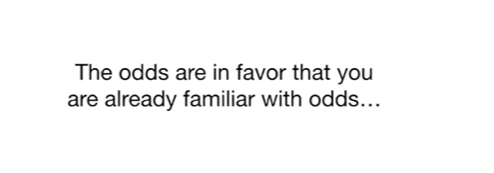 The odds are in favor that you
are already familiar with odds…